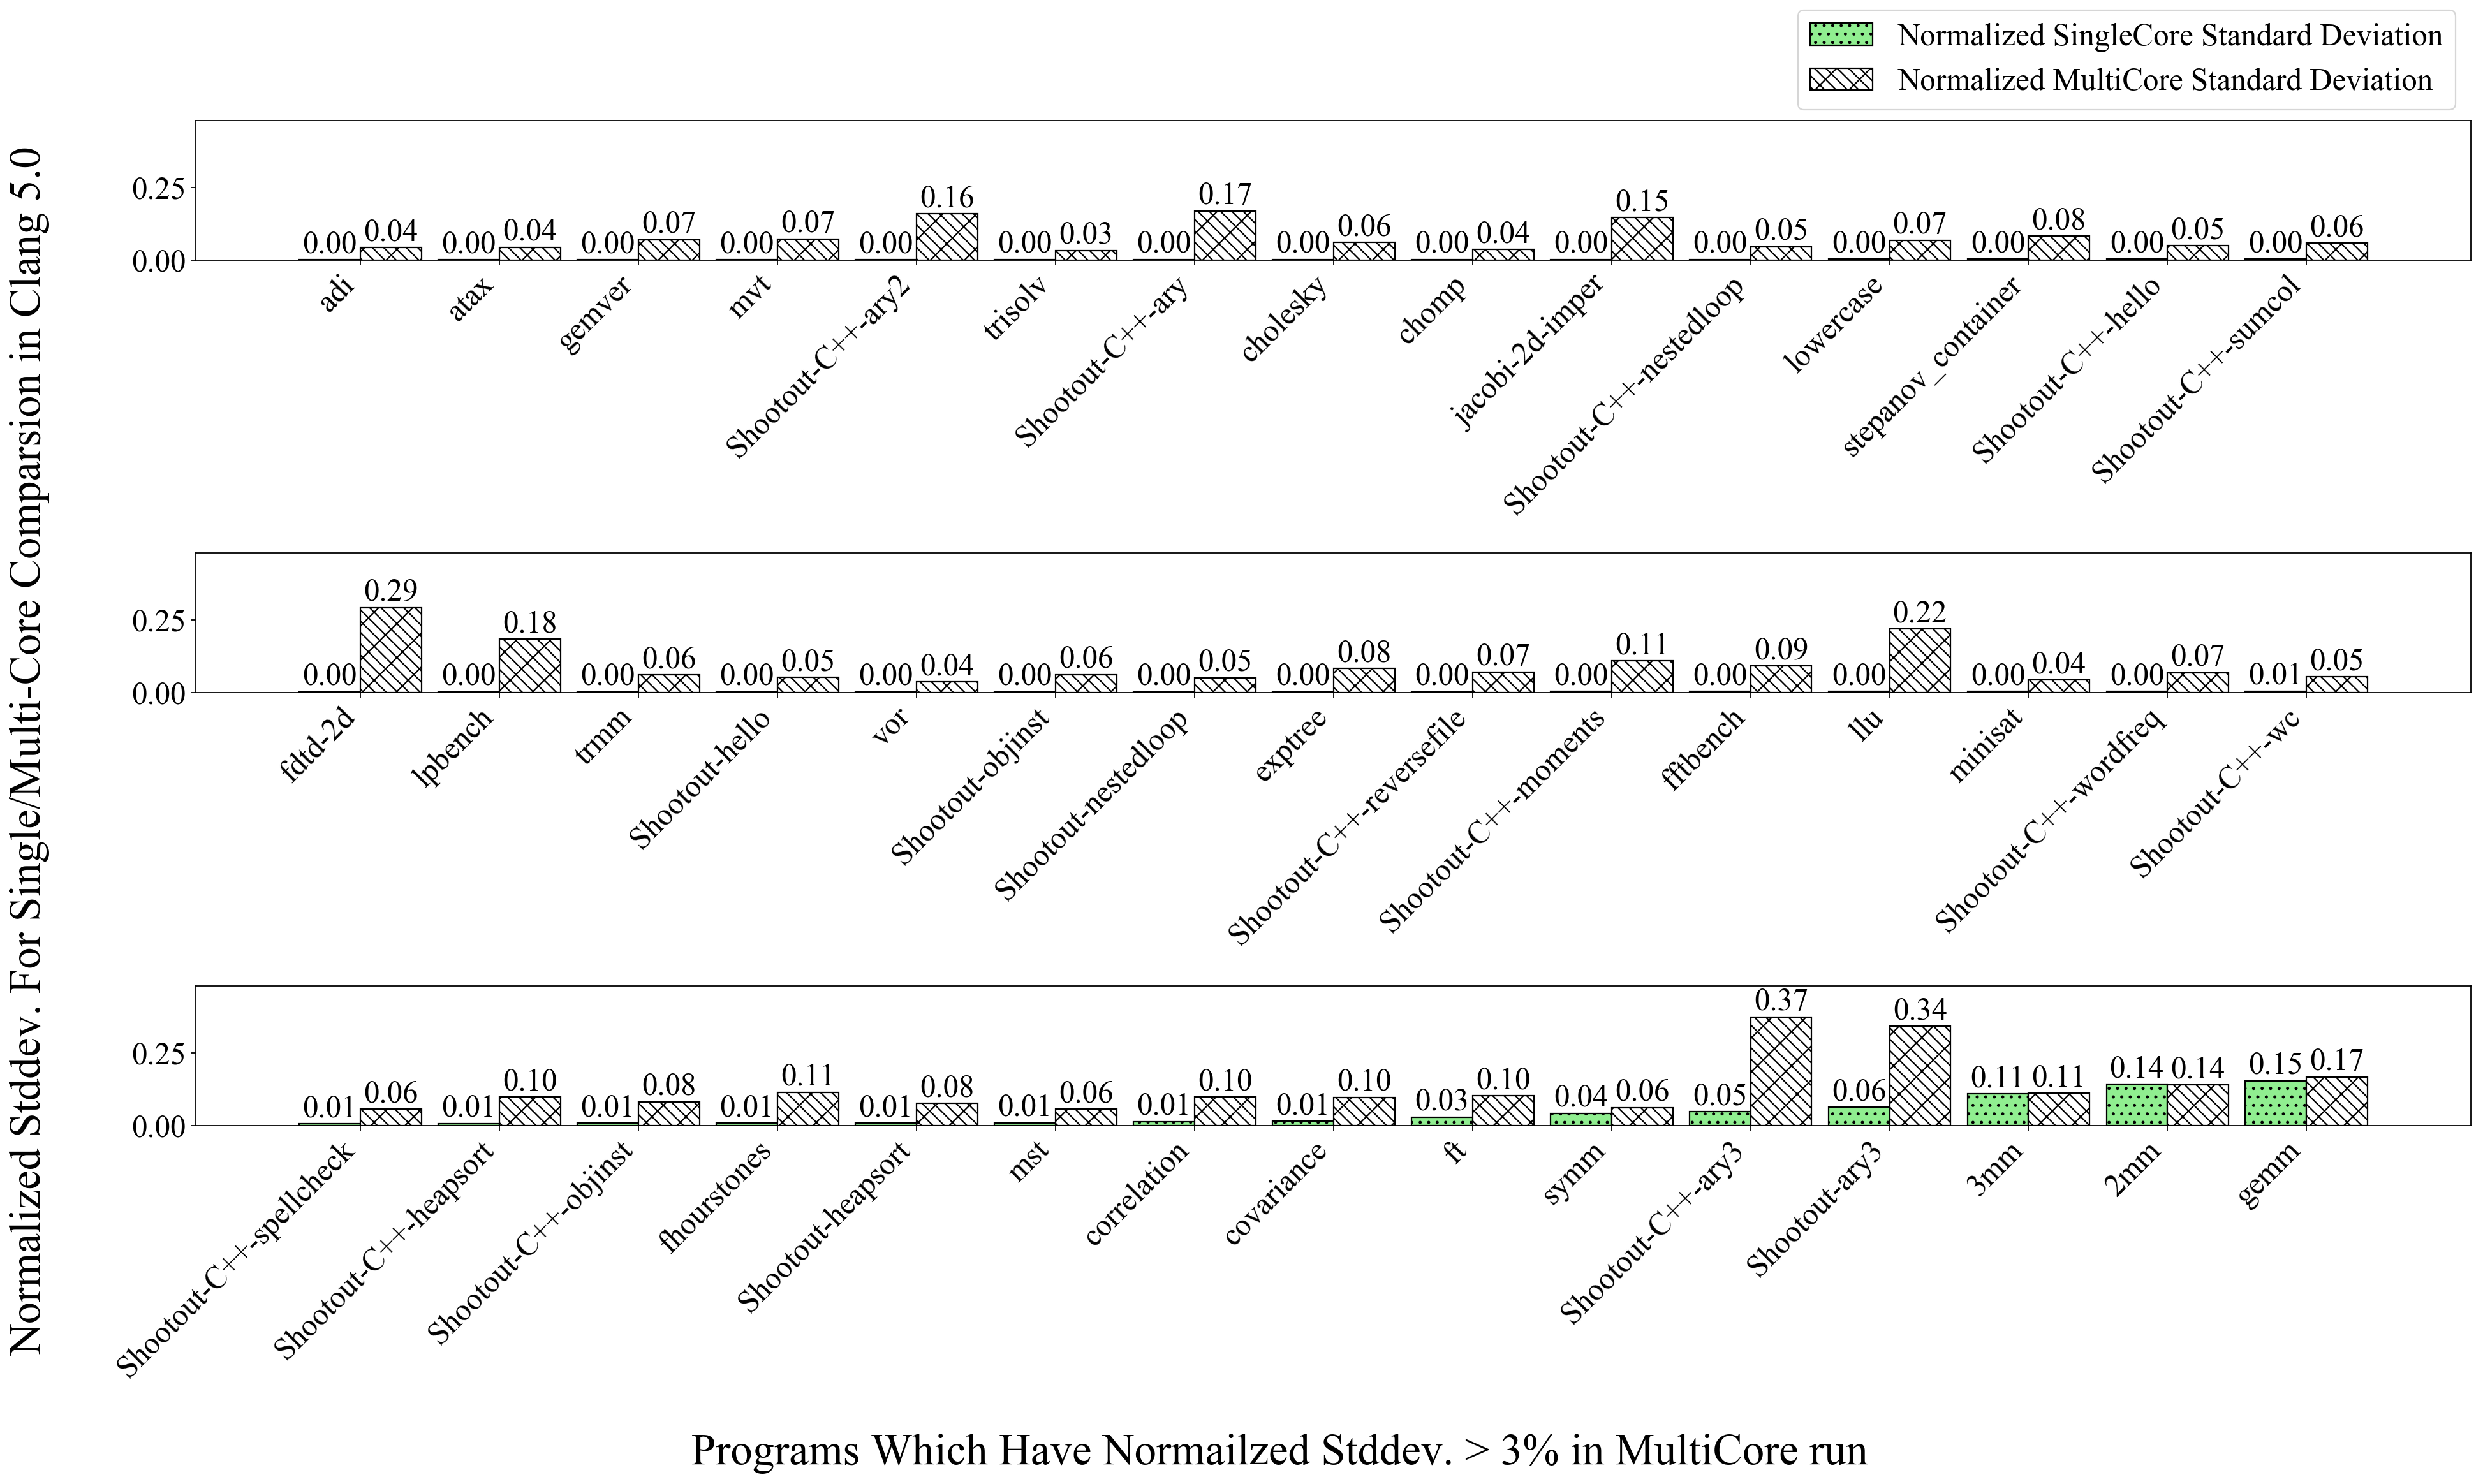 Normalized SingleCore Standard Deviation
Normalized MultiCore Standard Deviation
Normalized Stddev. For Single/Multi-Core Comparsion in Clang 5.0
0.25
0.00
0.00 0.04 0.00 0.04 0.00 0.07 0.00 0.07 0.00 0.16 0.00 0.03 0.00 0.17 0.00 0.06 0.00 0.04 0.00 0.15 0.00 0.05 0.00 0.07 0.00 0.08 0.00 0.05 0.00 0.06
adi
atax
gemver
mvt
Shootout-C++-ary2
trisolv
Shootout-C++-ary
cholesky
chomp
jacobi-2d-imper
Shootout-C++-nestedloop
lowercase
stepanov_container
Shootout-C++-hello
Shootout-C++-sumcol
0.25
0.00
0.00 0.29 0.00 0.18 0.00 0.06 0.00 0.05 0.00 0.04 0.00 0.06 0.00 0.05 0.00 0.08 0.00 0.07 0.00 0.11 0.00 0.09 0.00 0.22 0.00 0.04 0.00 0.07 0.01 0.05
fdtd-2d
lpbench
trmm
Shootout-hello
vor
Shootout-objinst
Shootout-nestedloop
exptree
Shootout-C++-reversefile
Shootout-C++-moments
fftbench
llu
minisat
Shootout-C++-wordfreq
Shootout-C++-wc
0.25
0.00
0.01 0.06 0.01 0.10 0.01 0.08 0.01 0.11 0.01 0.08 0.01 0.06 0.01 0.10 0.01 0.10 0.03 0.10 0.04 0.06 0.05 0.37 0.06 0.34 0.11 0.11 0.14 0.14 0.15 0.17
Shootout-C++-spellcheck
Shootout-C++-heapsort
Shootout-C++-objinst
fhourstones
Shootout-heapsort
mst
correlation
covariance
ft
symm
Shootout-C++-ary3
Shootout-ary3
3mm
2mm
gemm
Programs Which Have Normailzed Stddev. > 3% in MultiCore run